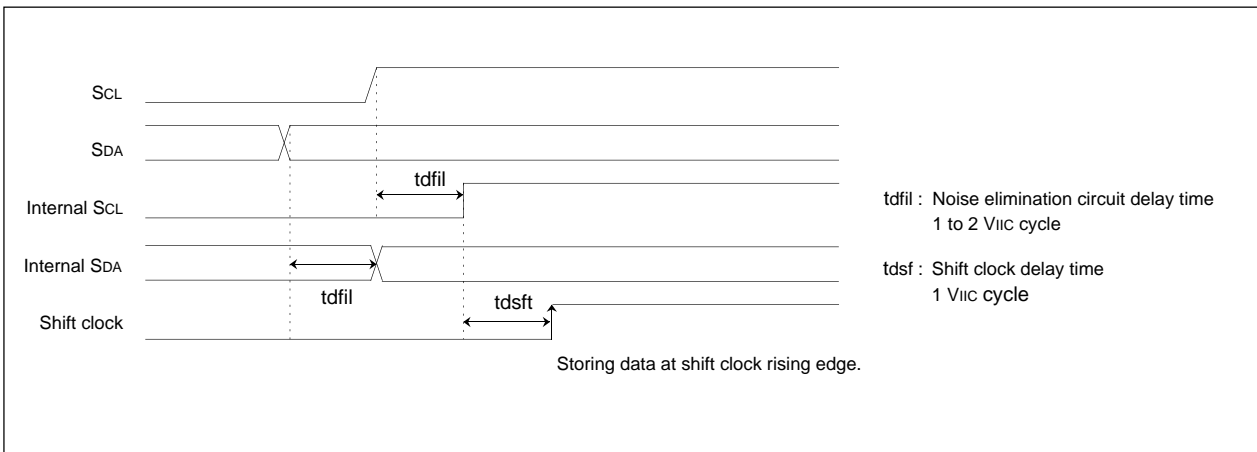 SCL
SDA
tdfil
Internal SCL
tdfil : Noise elimination circuit delay time
1 to 2 VIIC cycle
Internal SDA
tdfil
tdsf : Shift clock delay time
1 VIIC cycle
tdsft
Shift clock
Storing data at shift clock rising edge.